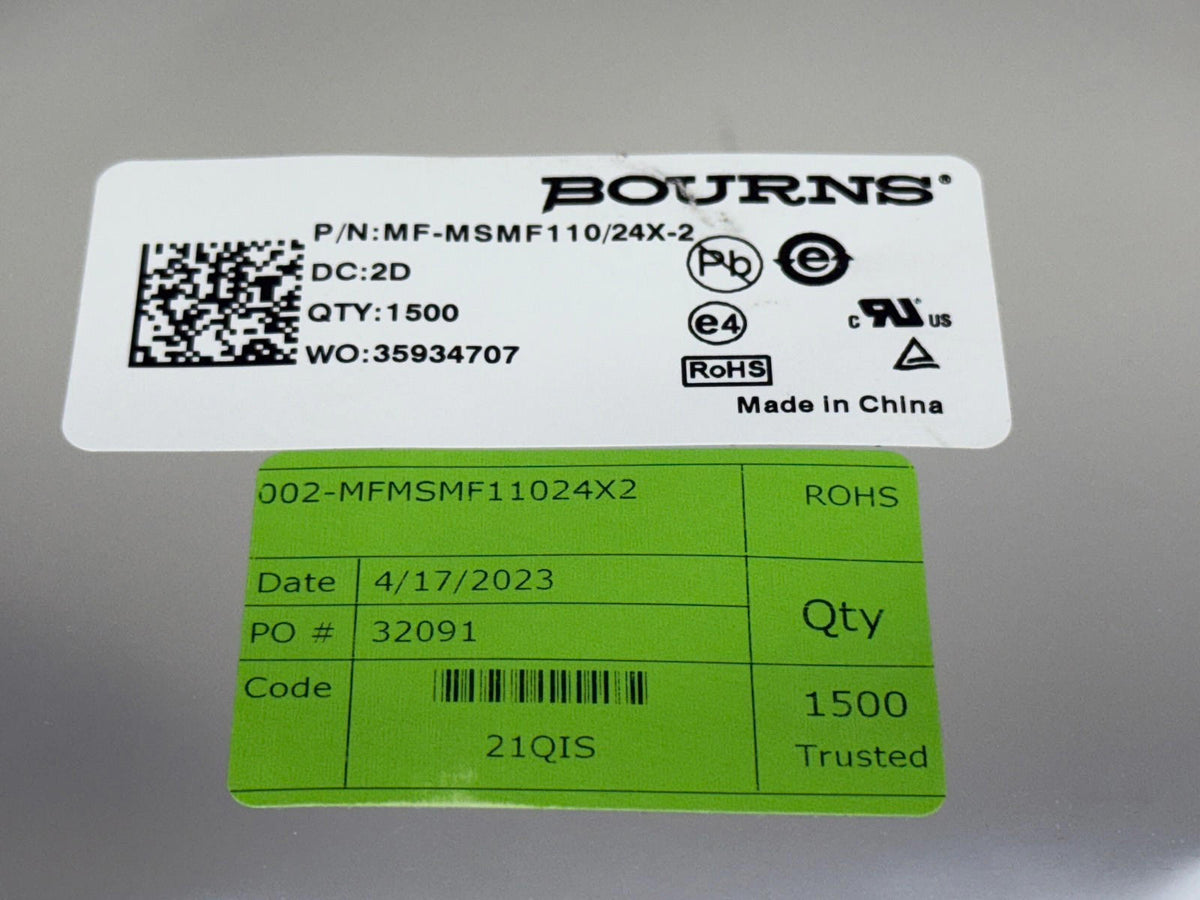 BOURNS®
P/N:MF-MSMF110/24X-2
DC:2D
QTY:1500
WO:35934707
Pb
e
e4
c RU US
RoHS
Made in China
002-MFMSMF11024X2
ROHS
Date 4/17/2023
PO # 32091
Qty
Code
21QIS
1500
Trusted